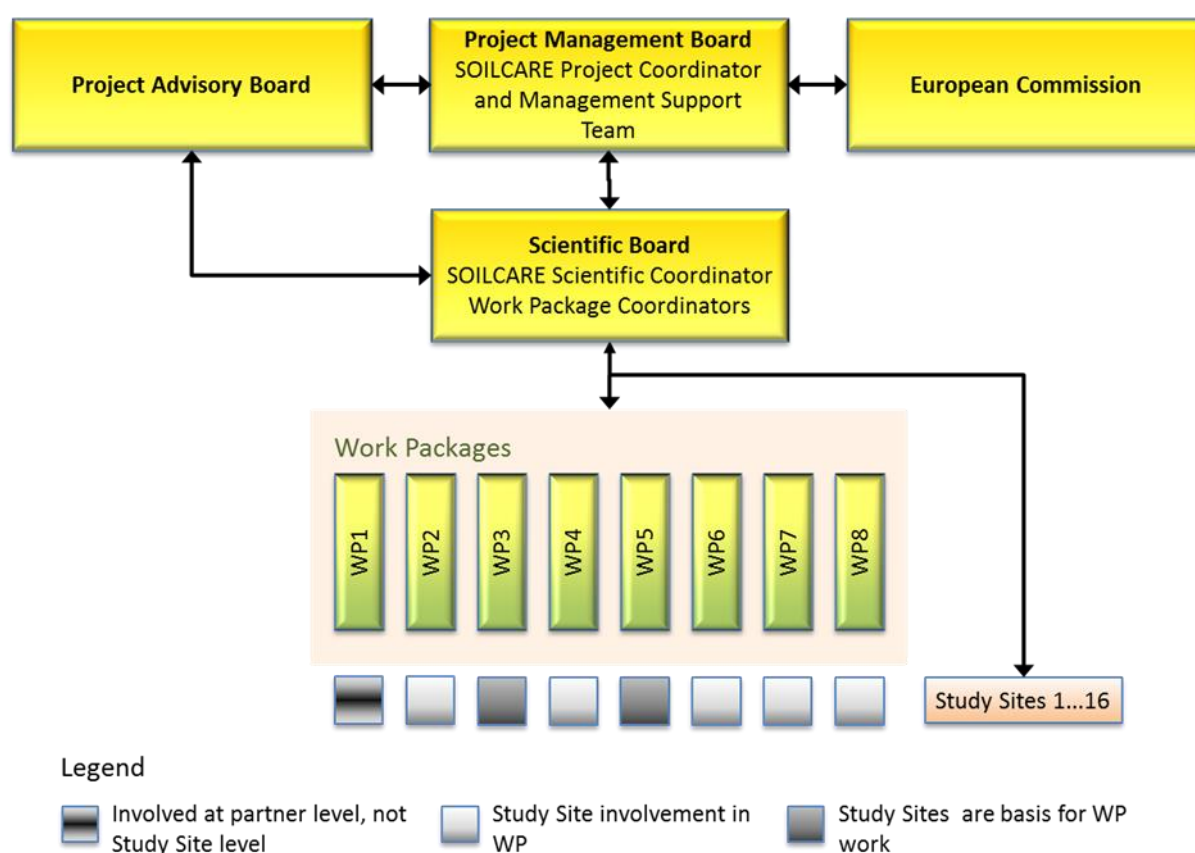 Project Advisory Board
Project Management Board
SOILCARE Project Coordinator
and Management Support
Team
European Commission
Scientific Board
SOILCARE Scientific Coordinator
Work Package Coordinators
Work Packages
WP1
WP2
WP3
WP4
WP5
WP6
WP7
WP8
Study Sites 1...16
Legend
Involved at partner level, not
Study Site level
Study Site involvement in
WP
Study Sites are basis for WP
work